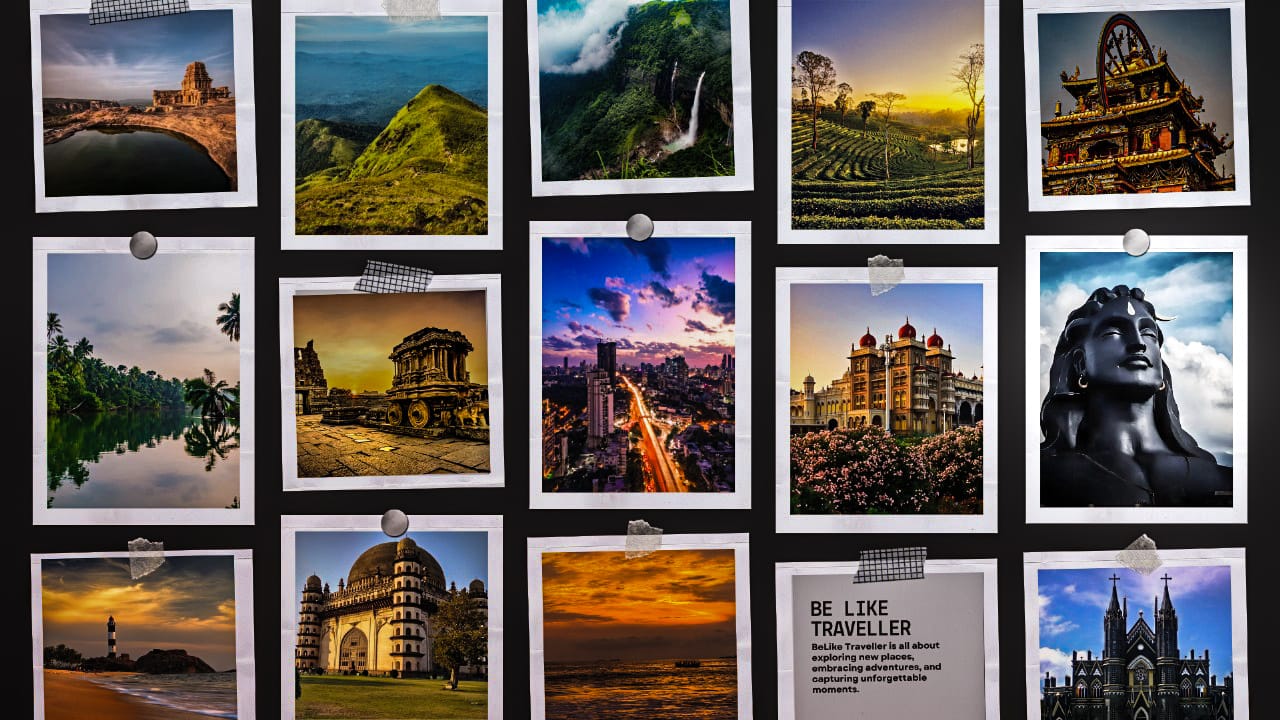 BE LIKE
TRAVELLER
BeLike Traveller is all about
exploring new places,
embracing adventures, and
capturing unforgettable
moments.